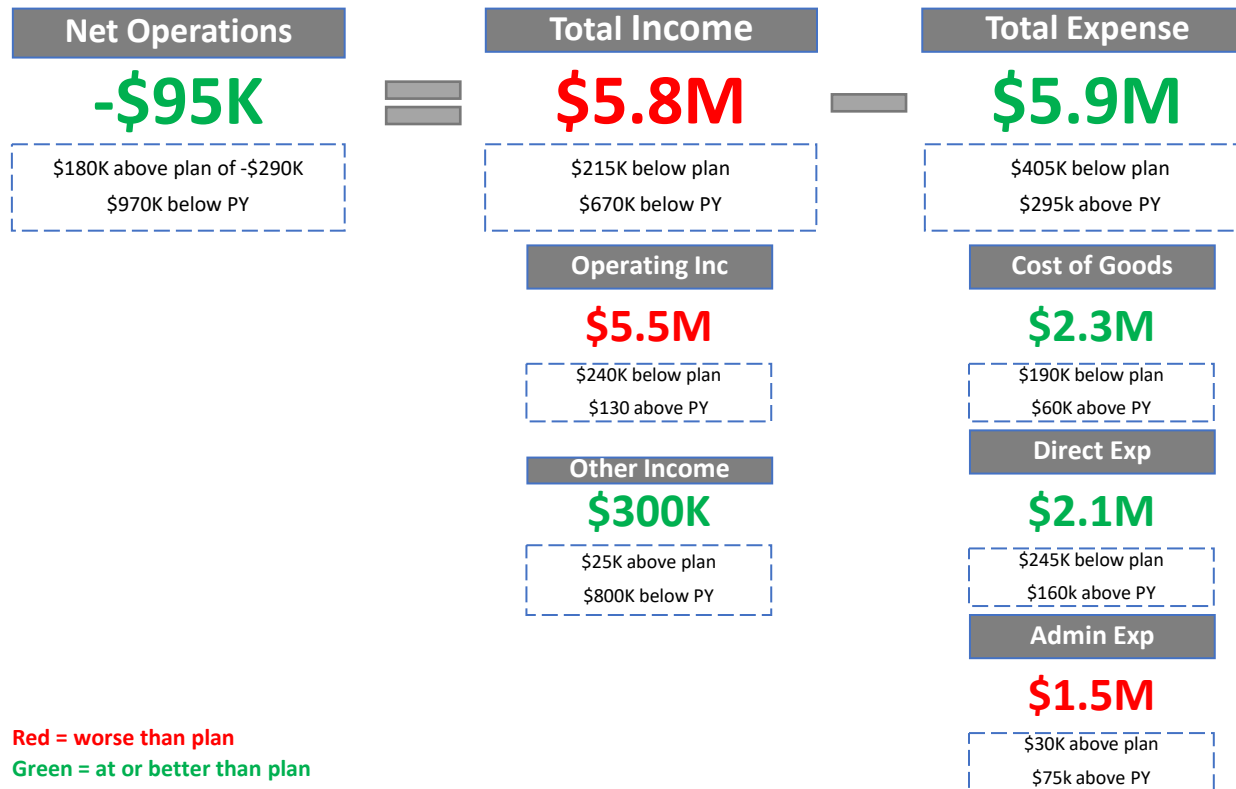 Net Operations
-$95K
$180K above plan of -$290K
$970K below PY
Total Income
$5.8M
$215K below plan
$670K below PY
Operating Inc
$5.5M
$240K below plan
$130 above PY
Other Income
$300K
$25K above plan
$800K below PY
Total Expense
$5.9M
$405K below plan
$295k above PY
Cost of Goods
$2.3M
$190K below plan
$60K above PY
Direct Exp
$2.1M
$245K below plan
$160k above PY
Admin Exp
$1.5M
$30K above plan
$75k above PY
Red = worse than plan
Green = at or better than plan